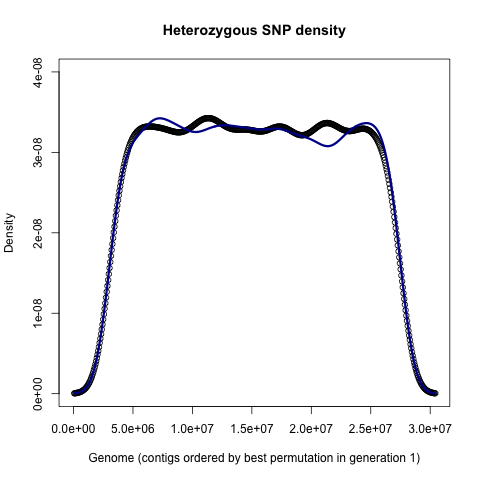 Heterozygous SNP density
4e-08
3e-08
2e-08
1e-08
0e+00
Density
0.0e+00 5.0e+06 1.0e+07 1.5e+07 2.0e+07 2.5e+07 3.0e+07
Genome (contigs ordered by best permutation in generation 1)